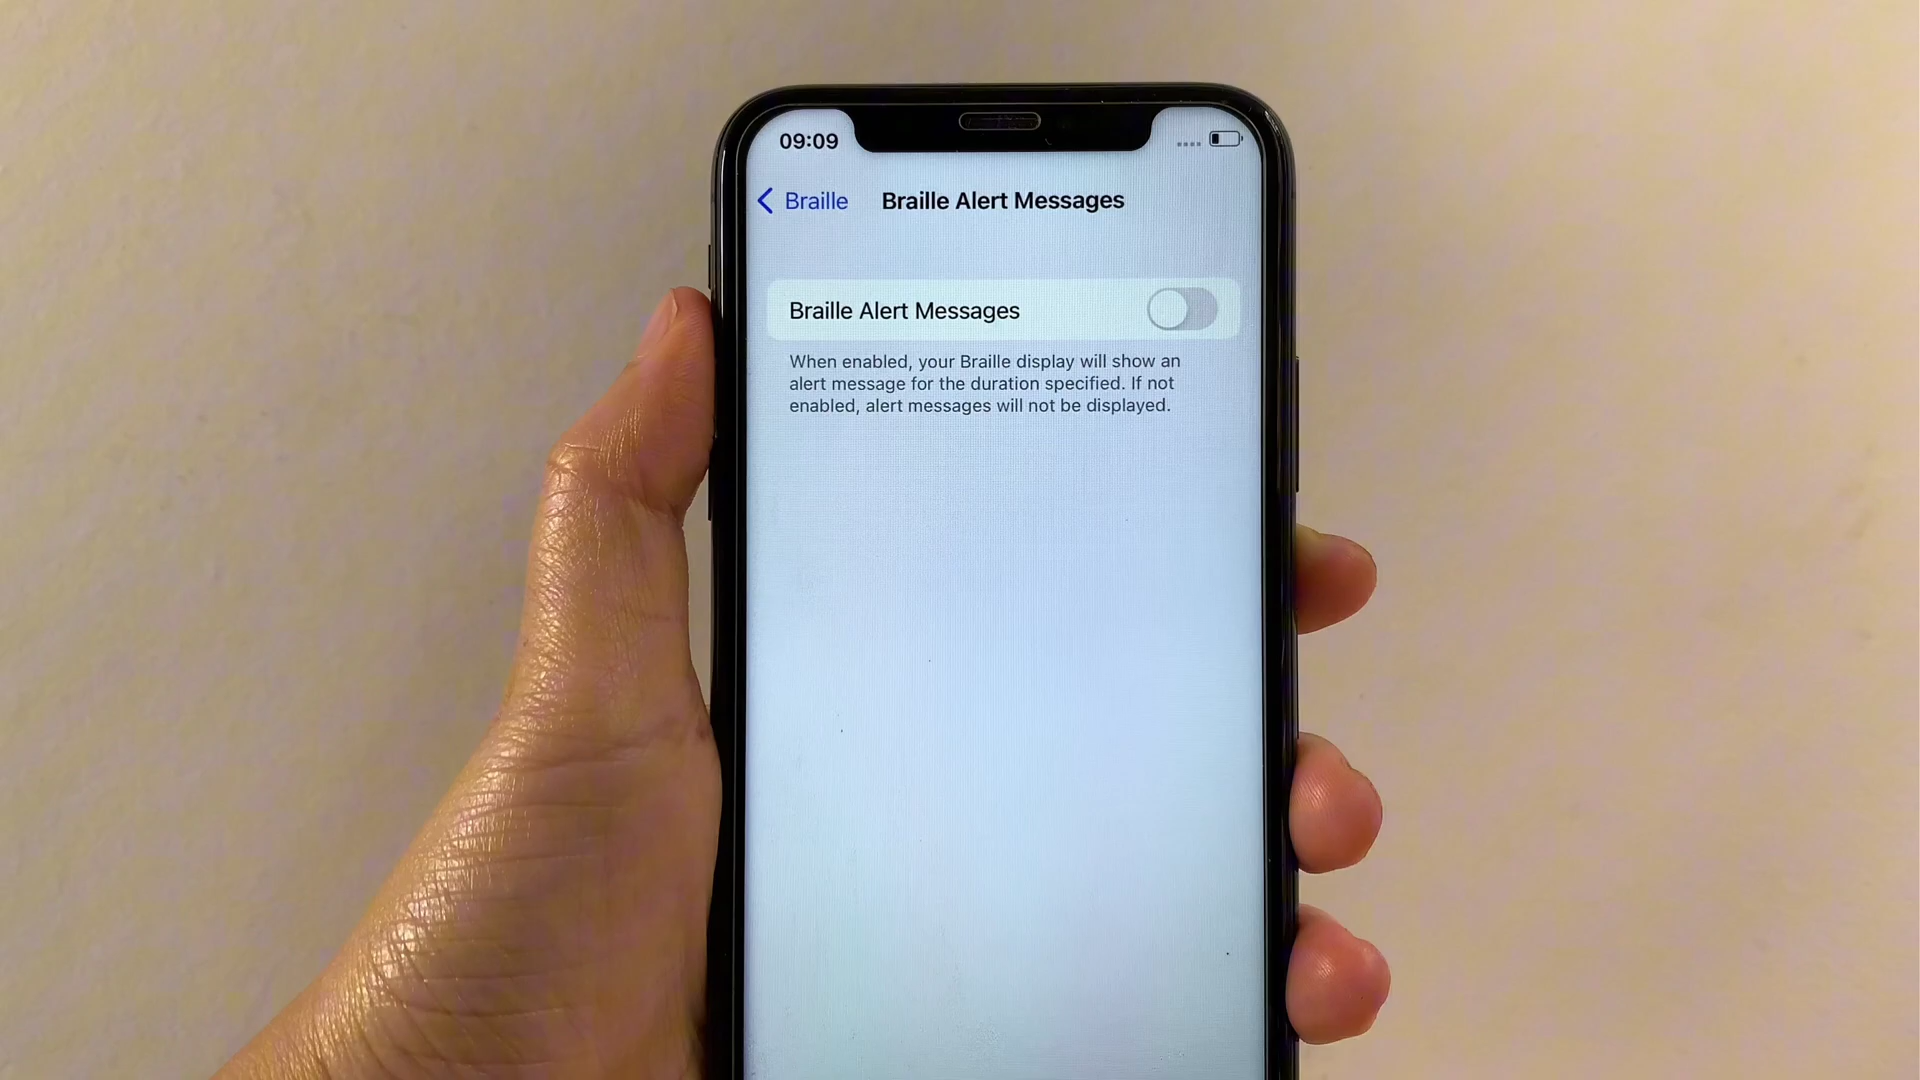 09:09
Braille
Braille Alert Messages
Braille Alert Messages
When enabled, your Braille display will show an
alert message for the duration specified. If not
enabled, alert messages will not be displayed.